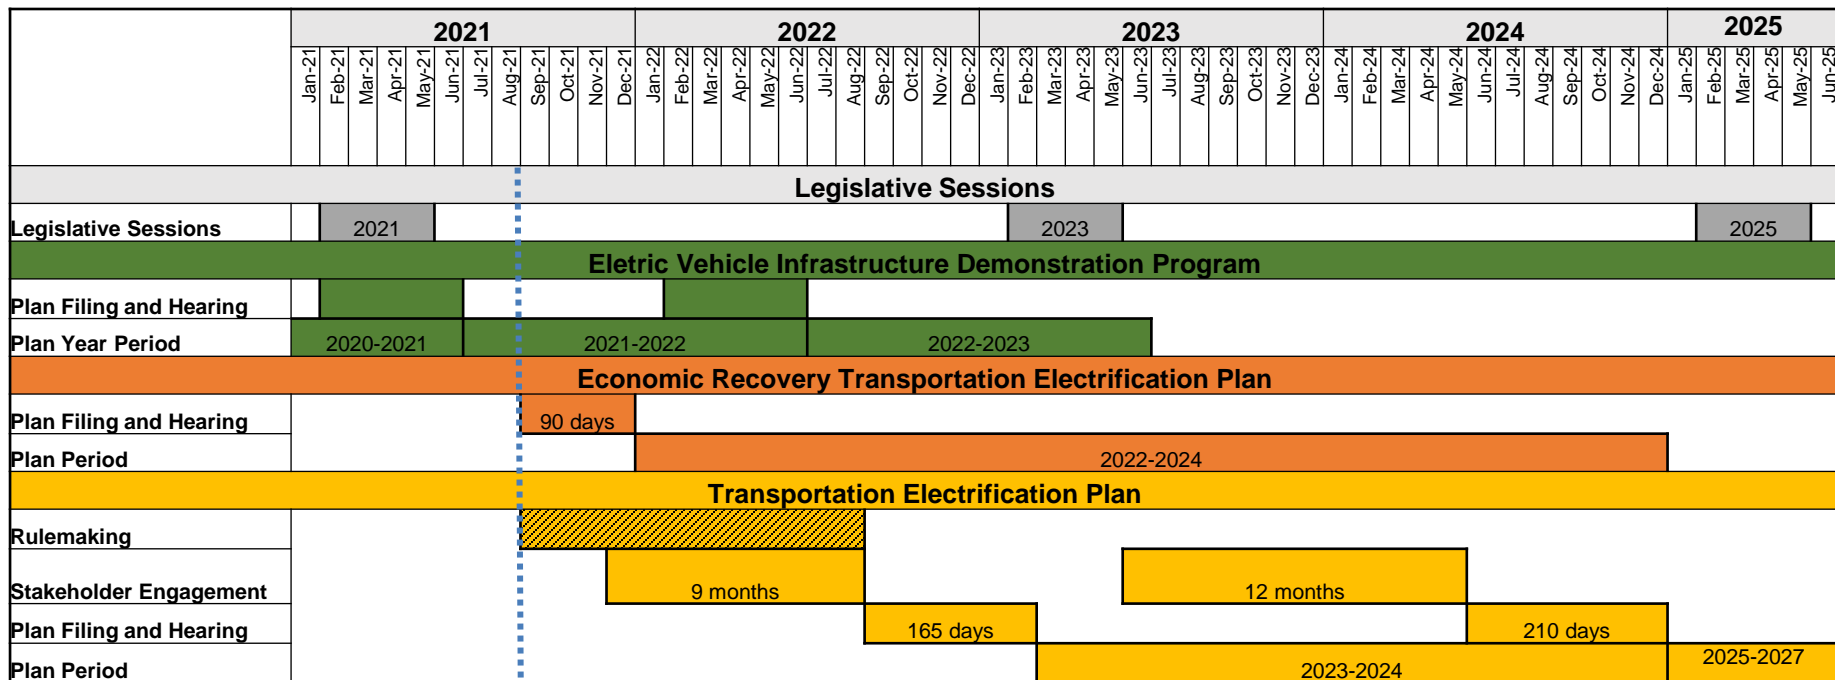 2021 2022 2023 2024 2025
Jan-21 Feb-21 Mar-21 Apr-21 May-21 Jun-21 Jul-21 Aug-21 Sep-21 Oct-21 Nov-21 Dec-21 Jan-22 Feb-22 Mar-22 Apr-22 May-22 Jun-22 Jul-22 Aug-22 Sep-22 Oct-22 Nov-22 Dec-22 Jan-23 Feb-23 Mar-23 Apr-23 May-23 Jun-23 Jul-23 Aug-23 Sep-23 Oct-23 Nov-23 Dec-23 Jan-24 Feb-24 Mar-24 Apr-24 May-24 Jun-24 Jul-24 Aug-24 Sep-24 Oct-24 Nov-24 Dec-24 Jan-25 Feb-25 Mar-25 Apr-25 May-25 Jun-25
Legislative Sessions
Legislative Sessions 2021 2023 2025
Eletric Vehicle Infrastructure Demonstration Program
Plan Filing and Hearing
Plan Year Period 2020-2021 2021-2022 2022-2023
Economic Recovery Transportation Electrification Plan
Plan Filing and Hearing 90 days
Plan Period 2022-2024
Transportation Electrification Plan
Rulemaking
Stakeholder Engagement 9 months 12 months
Plan Filing and Hearing 165 days 210 days
Plan Period 2023-2024 2025-2027